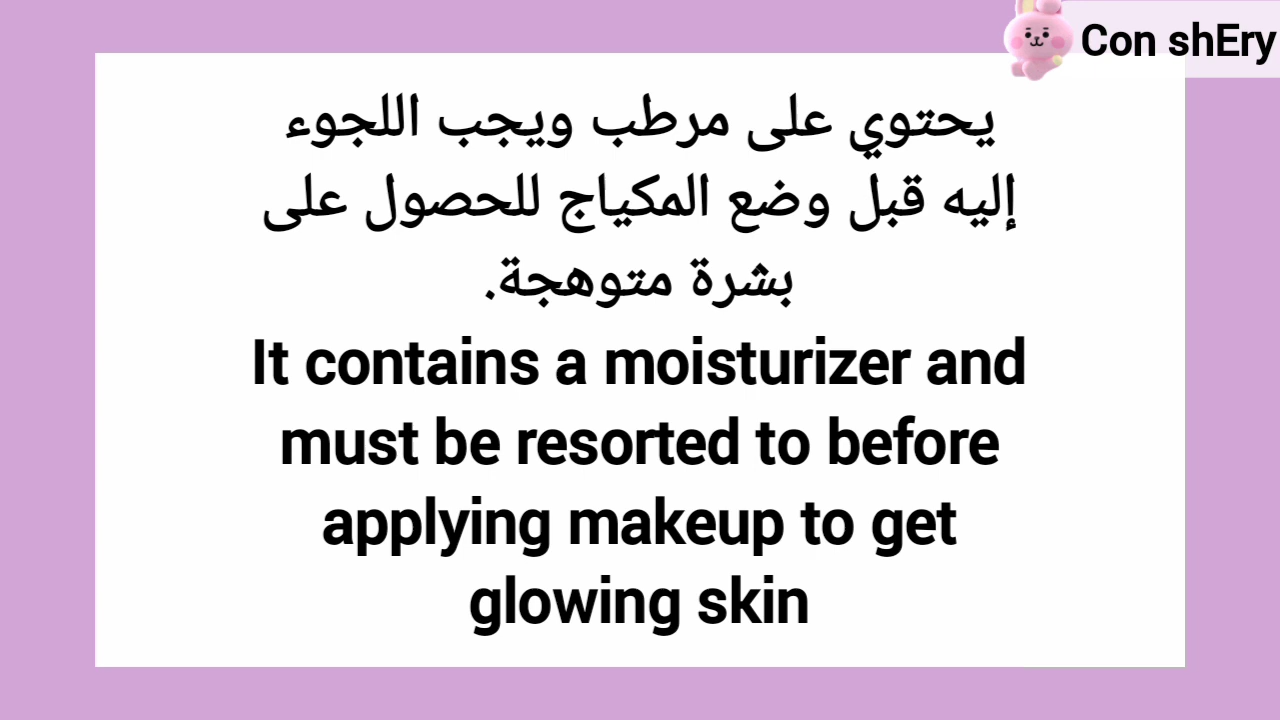 Con shEry
يحتوي على مرطب ويجب اللجوء
إليه قبل وضع المكياج للحصول على
بشرة متوهجة.
It contains a moisturizer and
must be resorted to before
applying makeup to get
glowing skin